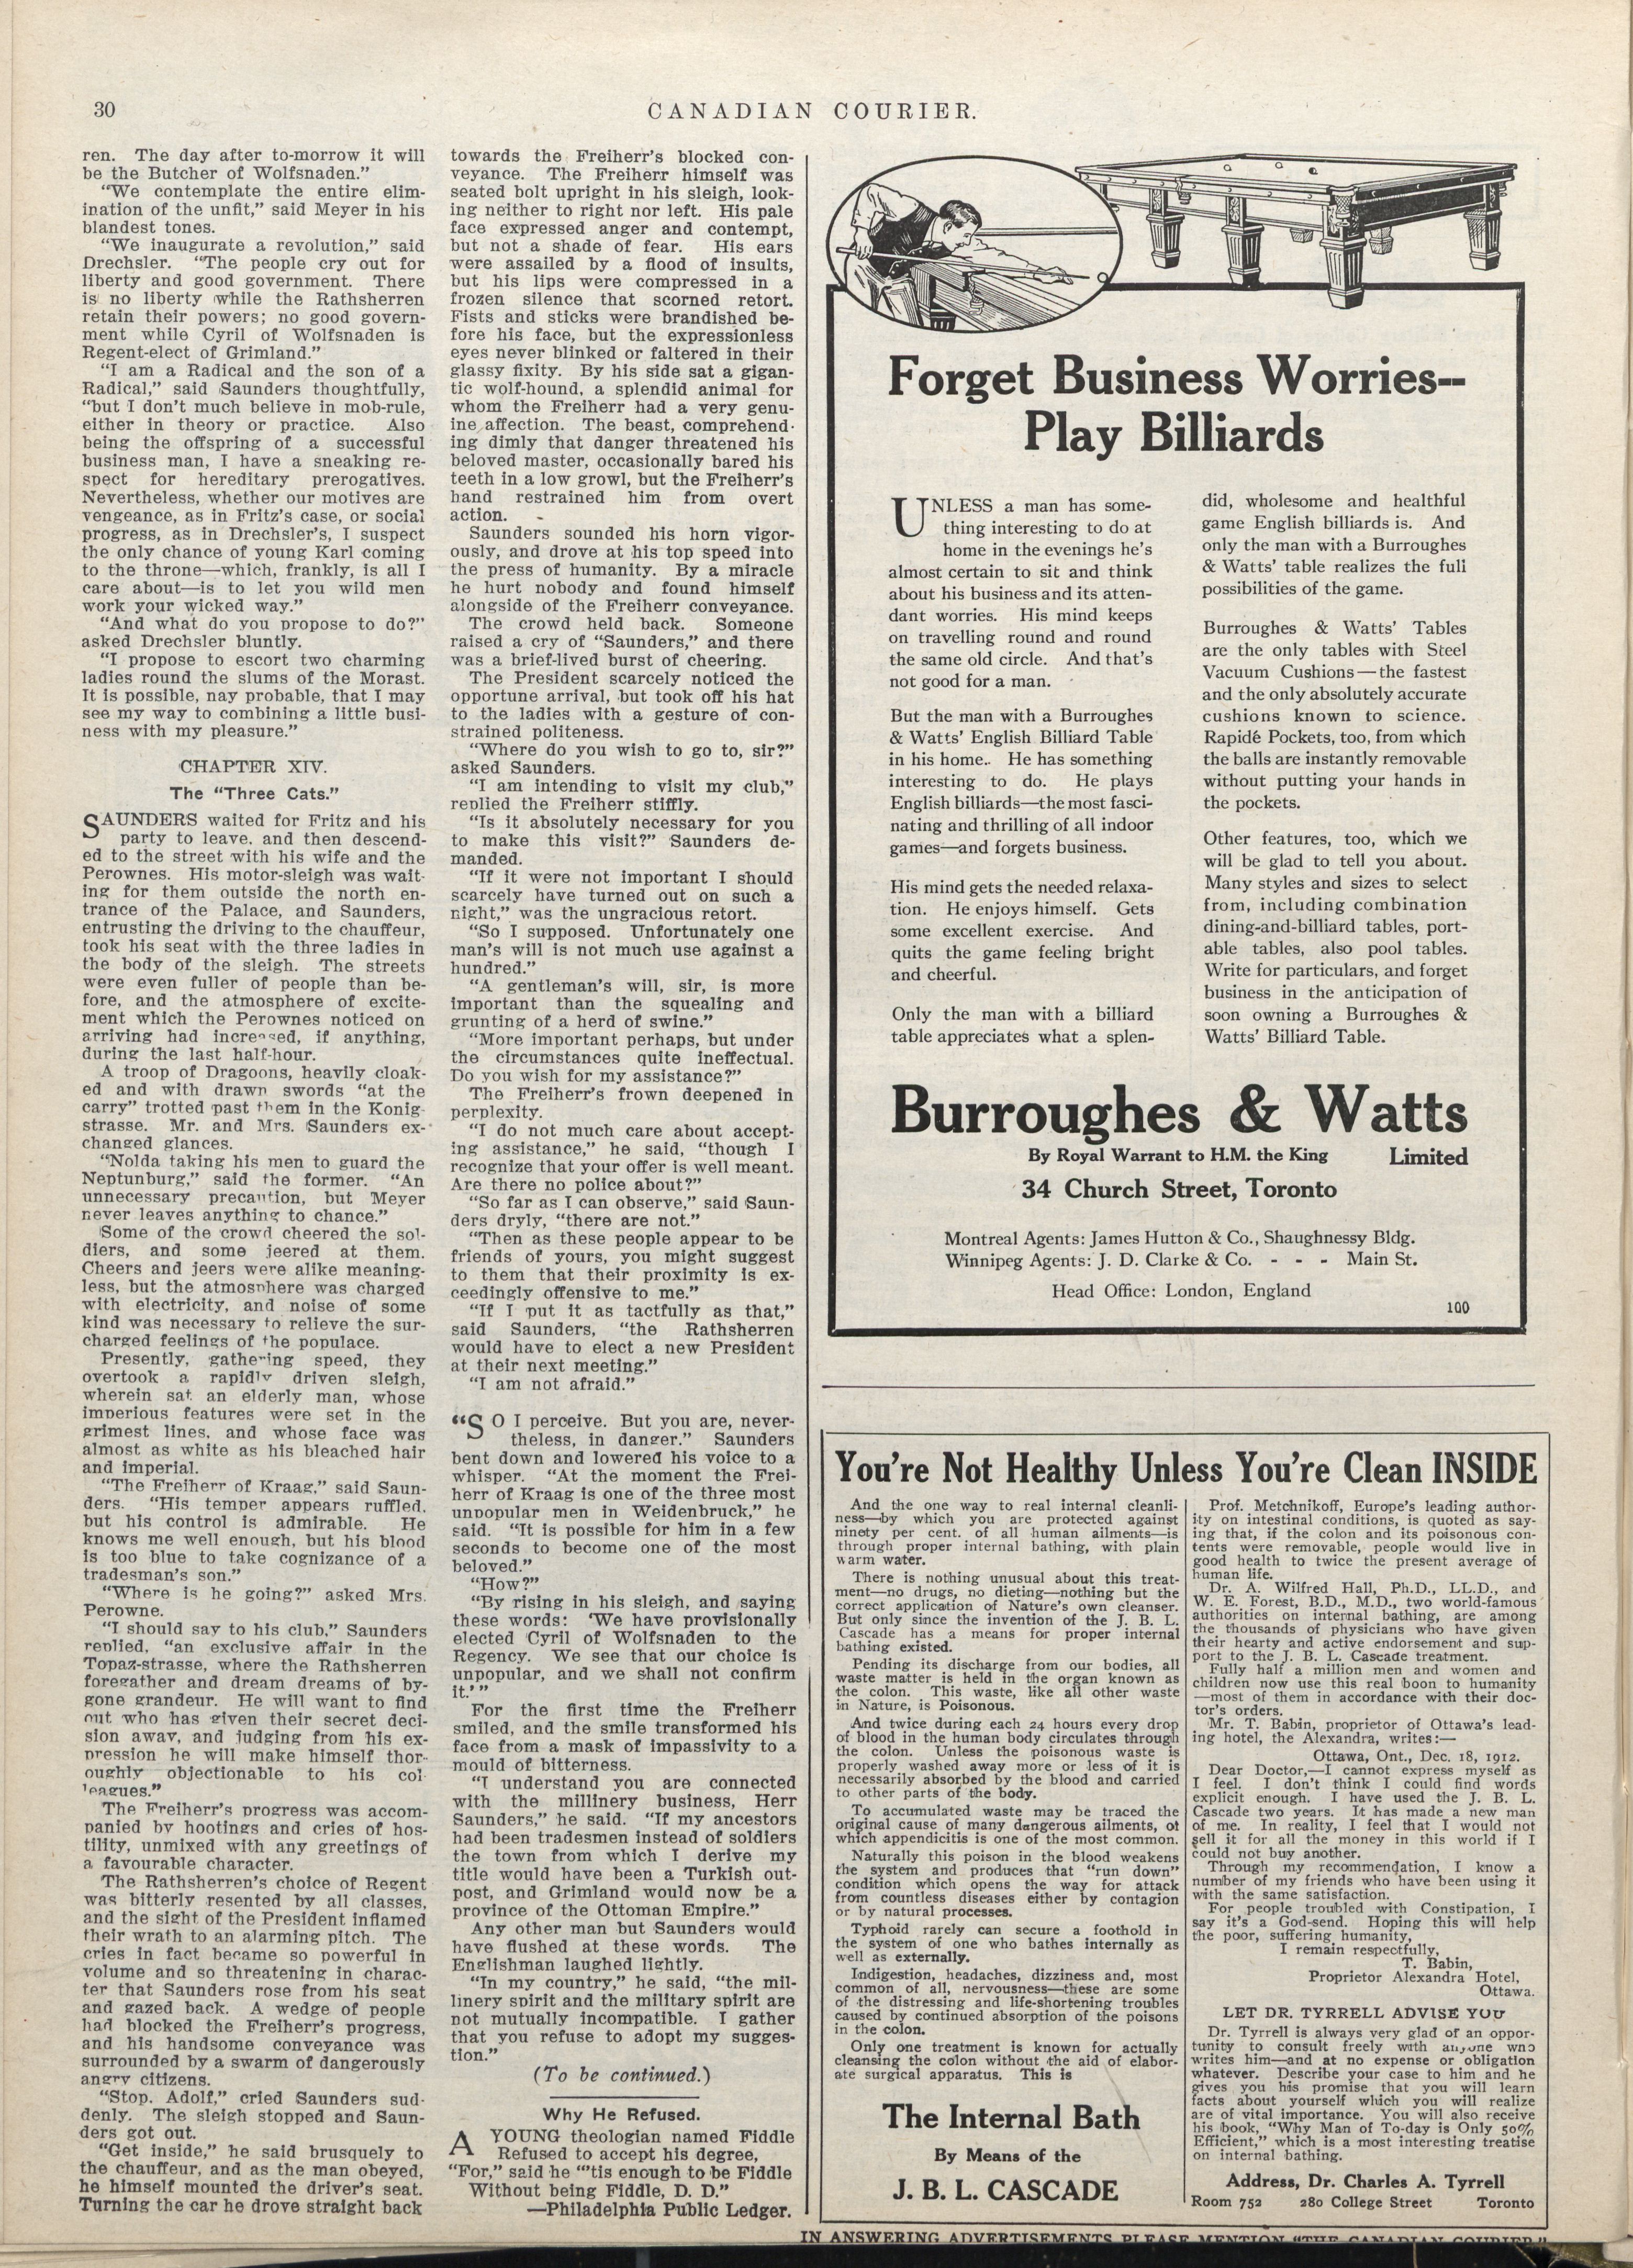 30
CANADIAN COURIER.
ren. The day after to-morrow it will
be the Butcher of Wolfsnaden."
"We contemplate the entire elim-
ination of the unfit," said Meyer in his
blandest tones.
"We inaugurate a revolution," said
Drechsler. "The people cry out for
liberty and good government. There
is no liberty while the Rathsherren
retain their powers; no good govern-
ment while Cyril of Wolfsnaden is
Regent-elect of Grimland."
"I am a Radical and the son of a
Radical," said Saunders thoughtfully,
"but I don't much believe in mob-rule,
either in theory or practice. Also
being the offspring of a successful
business man, I have a sneaking re-
spect for hereditary prerogatives.
Nevertheless, whether our motives are
vengeance, as in Fritz's case, or social
progress, as in Drechsler's, I suspect
the only chance of young Karl coming
to the throne—which, frankly, is all I
care about—is to let you wild men
work your wicked way."
"And what do you propose to do?"
asked Drechsler bluntly.
"I propose to escort two charming
ladies round the slums of the Morast.
It is possible, nay probable, that I may
see my way to combining a little busi-
ness with my pleasure."
CHAPTER XIV.
The "Three Cats."
SAUNDERS waited for Fritz and his
party to leave, and then descend-
ed to the street with his wife and the
Perownes. His motor-sleigh was wait-
ing for them outside the north en-
trance of the Palace, and Saunders,
entrusting the driving to the chauffeur,
took his seat with the three ladies in
the body of the sleigh. The streets
were even fuller of people than be-
fore, and the atmosphere of excite-
ment which the Perownes noticed on
arriving had increased, if anything,
during the last half-hour.
A troop of Dragoons, heavily cloak-
ed and with drawn swords "at the
carry" trotted past them in the Konig-
strasse. Mr. and Mrs. Saunders ex-
changed glances.
"Nolda taking his men to guard the
Neptunburg," said the former. "An
unnecessary precaution, but Meyer
never leaves anything to chance."
Some of the crowd cheered the sol-
diers, and some jeered at them.
Cheers and jeers were alike meaning-
less, but the atmosphere was charged
with electricity, and noise of some
kind was necessary to relieve the sur-
charged feelings of the populace.
Presently, gathering speed, they
overtook a rapidly driven sleigh,
wherein sat an elderly man, whose
imperious features were set in the
grimest lines, and whose face was
almost as white as his bleached hair
and imperial.
"The Freiherr of Kraag," said Saun-
ders. "His temper appears ruffled,
but his control is admirable. He
knows me well enough, but his blood
is too blue to take cognizance of a
tradesman's son."
"Where is he going?" asked Mrs.
Perowne.
"I should say to his club," Saunders
replied, "an exclusive affair in the
Topaz-strasse, where the Rathsherren
foregather and dream dreams of by-
gone grandeur. He will want to find
out who has given their secret deci-
sion away, and judging from his ex-
pression he will make himself thor-
oughly objectionable to his col-
leagues."
The Freiherr's progress was accom-
panied by hootings and cries of hos-
tility, unmixed with any greetings of
a favourable character.
The Rathsherren's choice of Regent
was bitterly resented by all classes,
and the sight of the President inflamed
their wrath to an alarming pitch. The
cries in fact became so powerful in
volume and so threatening in charac-
ter that Saunders rose from his seat
and gazed back. A wedge of people
had blocked the Freiherr's progress,
and his handsome conveyance was
surrounded by a swarm of dangerously
angry citizens.
"Stop, Adolf," cried Saunders sud-
denly. The sleigh stopped and Saun-
ders got out.
"Get inside," he said brusquely to
the chauffeur, and as the man obeyed,
he himself mounted the driver's seat.
Turning the car he drove straight back
towards the Freiherr's blocked con-
veyance. The Freiherr himself was
seated bolt upright in his sleigh, look-
ing neither to right nor left. His pale
face expressed anger and contempt,
but not a shade of fear. His ears
were assailed by a flood of insults,
but his lips were compressed in a
frozen silence that scorned retort.
Fists and sticks were brandished be-
fore his face, but the expressionless
eyes never blinked or faltered in their
glassy fixity. By his side sat a gigan-
tic wolf-hound, a splendid animal for
whom the Freiherr had a very genu-
ine affection. The beast, comprehend-
ing dimly that danger threatened his
beloved master, occasionally bared his
teeth in a low growl, but the Freiherr's
hand restrained him from overt
action.
Saunders sounded his horn vigor-
ously, and drove at his top speed into
the press of humanity. By a miracle
he hurt nobody and found himself
alongside of the Freiherr conveyance.
The crowd held back. Someone
raised a cry of "Saunders," and there
was a brief-lived burst of cheering.
The President scarcely noticed the
opportune arrival, but took off his hat
to the ladies with a gesture of con-
strained politeness.
"Where do you wish to go to, sir?"
asked Saunders.
"I am intending to visit my club,"
replied the Freiherr stiffly.
"Is it absolutely necessary for you
to make this visit?" Saunders de-
manded.
"If it were not important I should
scarcely have turned out on such a
night," was the ungracious retort.
"So I supposed. Unfortunately one
man's will is not much use against a
hundred."
"A gentleman's will, sir, is more
important than the squealing and
grunting of a herd of swine."
"More important perhaps, but under
the circumstances quite ineffectual.
Do you wish for my assistance?"
The Freiherr's frown deepened in
perplexity.
"I do not much care about accept-
ing assistance," he said, "though I
recognize that your offer is well meant.
Are there no police about?"
"So far as I can observe," said Saun-
ders dryly, "there are not."
"Then as these people appear to be
friends of yours, you might suggest
to them that their proximity is ex-
ceedingly offensive to me."
"If I put it as tactfully as that,"
said Saunders, "the Rathsherren
would have to elect a new President
at their next meeting."
"I am not afraid."
"SO I perceive. But you are, never-
theless, in danger." Saunders
bent down and lowered his voice to a
whisper. "At the moment the Frei-
herr of Kraag is one of the three most
unpopular men in Weidenbruck," he
said. "It is possible for him in a few
seconds to become one of the most
beloved."
"How?"
"By rising in his sleigh, and saying
these words: 'We have provisionally
elected Cyril of Wolfsnaden to the
Regency. We see that our choice is
unpopular, and we shall not confirm
it.'"
For the first time the Freiherr
smiled, and the smile transformed his
face from a mask of impassivity to a
mould of bitterness.
"I understand you are connected
with the millinery business, Herr
Saunders," he said. "If my ancestors
had been tradesmen instead of soldiers
the town from which I derive my
title would have been a Turkish out-
post, and Grimland would now be a
province of the Ottoman Empire."
Any other man but Saunders would
have flushed at these words. The
Englishman laughed lightly.
"In my country," he said, "the mil-
linery spirit and the military spirit are
not mutually incompatible. I gather
that you refuse to adopt my sugges-
tion."
(To be continued.)
Why He Refused.
A YOUNG theologian named Fiddle
Refused to accept his degree,
"For," said he "'tis enough to be Fiddle
Without being Fiddle, D. D."
—Philadelphia Public Ledger.
Forget Business Worries--
Play Billiards
UNLESS a man has some-
thing interesting to do at
home in the evenings he's
almost certain to sit and think
about his business and its atten-
dant worries. His mind keeps
on travelling round and round
the same old circle. And that's
not good for a man.
But the man with a Burroughes
& Watts' English Billiard Table
in his home.. He has something
interesting to do. He plays
English billiards—the most fasci-
nating and thrilling of all indoor
games—and forgets business.
His mind gets the needed relaxa-
tion. He enjoys himself. Gets
some excellent exercise. And
quits the game feeling bright
and cheerful.
Only the man with a billiard
table appreciates what a splen-
did, wholesome and healthful
game English billiards is. And
only the man with a Burroughes
& Watts' table realizes the full
possibilities of the game.
Burroughes & Watts' Tables
are the only tables with Steel
Vacuum Cushions—the fastest
and the only absolutely accurate
cushions known to science.
Rapidé Pockets, too, from which
the balls are instantly removable
without putting your hands in
the pockets.
Other features, too, which we
will be glad to tell you about.
Many styles and sizes to select
from, including combination
dining-and-billiard tables, port-
able tables, also pool tables.
Write for particulars, and forget
business in the anticipation of
soon owning a Burroughes &
Watts' Billiard Table.
Burroughes & Watts
By Royal Warrant to H.M. the King Limited
34 Church Street, Toronto
Montreal Agents: James Hutton & Co., Shaughnessy Bldg.
Winnipeg Agents: J. D. Clarke & Co. - - - Main St.
Head Office: London, England
100
You're Not Healthy Unless You're Clean INSIDE
And the one way to real internal cleanli-
ness—by which you are protected against
ninety per cent. of all human ailments—is
through proper internal bathing, with plain
warm water.
There is nothing unusual about this treat-
ment—no drugs, no dieting—nothing but the
correct application of Nature's own cleanser.
But only since the invention of the J. B. L.
Cascade has a means for proper internal
bathing existed.
Pending its discharge from our bodies, all
waste matter is held in the organ known as
the colon. This waste, like all other waste
in Nature, is Poisonous.
And twice during each 24 hours every drop
of blood in the human body circulates through
the colon. Unless the poisonous waste is
properly washed away more or less of it is
necessarily absorbed by the blood and carried
to other parts of the body.
To accumulated waste may be traced the
original cause of many dangerous ailments, of
which appendicitis is one of the most common.
Naturally this poison in the blood weakens
the system and produces that "run down"
condition which opens the way for attack
from countless diseases either by contagion
or by natural processes.
Typhoid rarely can secure a foothold in
the system of one who bathes internally as
well as externally.
Indigestion, headaches, dizziness and, most
common of all, nervousness—these are some
of the distressing and life-shortening troubles
caused by continued absorption of the poisons
in the colon.
Only one treatment is known for actually
cleansing the colon without the aid of elabor-
ate surgical apparatus. This is
The Internal Bath
By Means of the
J. B. L. CASCADE
Prof. Metchnikoff, Europe's leading author-
ity on intestinal conditions, is quoted as say-
ing that, if the colon and its poisonous con-
tents were removable, people would live in
good health to twice the present average of
human life.
Dr. A. Wilfred Hall, Ph.D., LL.D., and
W. E. Forest, B.D., M.D., two world-famous
authorities on internal bathing, are among
the thousands of physicians who have given
their hearty and active endorsement and sup-
port to the J. B. L. Cascade treatment.
Fully half a million men and women and
children now use this real boon to humanity
—most of them in accordance with their doc-
tor's orders.
Mr. T. Babin, proprietor of Ottawa's lead-
ing hotel, the Alexandra, writes:—
Ottawa, Ont., Dec. 18, 1912.
Dear Doctor,—I cannot express myself as
I feel. I don't think I could find words
explicit enough. I have used the J. B. L.
Cascade two years. It has made a new man
of me. In reality, I feel that I would not
sell it for all the money in this world if I
could not buy another.
Through my recommendation, I know a
number of my friends who have been using it
with the same satisfaction.
For people troubled with Constipation, I
say it's a God-send. Hoping this will help
the poor, suffering humanity,
I remain respectfully,
T. Babin,
Proprietor Alexandra Hotel,
Ottawa.
LET DR. TYRRELL ADVISE YOU
Dr. Tyrrell is always very glad of an oppor-
tunity to consult freely with anyone who
writes him—and at no expense or obligation
whatever. Describe your case to him and he
gives you his promise that you will learn
facts about yourself which you will realize
are of vital importance. You will also receive
his book, "Why Man of To-day is Only 50%
Efficient," which is a most interesting treatise
on internal bathing.
Address, Dr. Charles A. Tyrrell
Room 752 280 College Street Toronto
IN ANSWERING ADVERTISEMENTS PLEASE MENTION "THE CANADIAN COURIER."